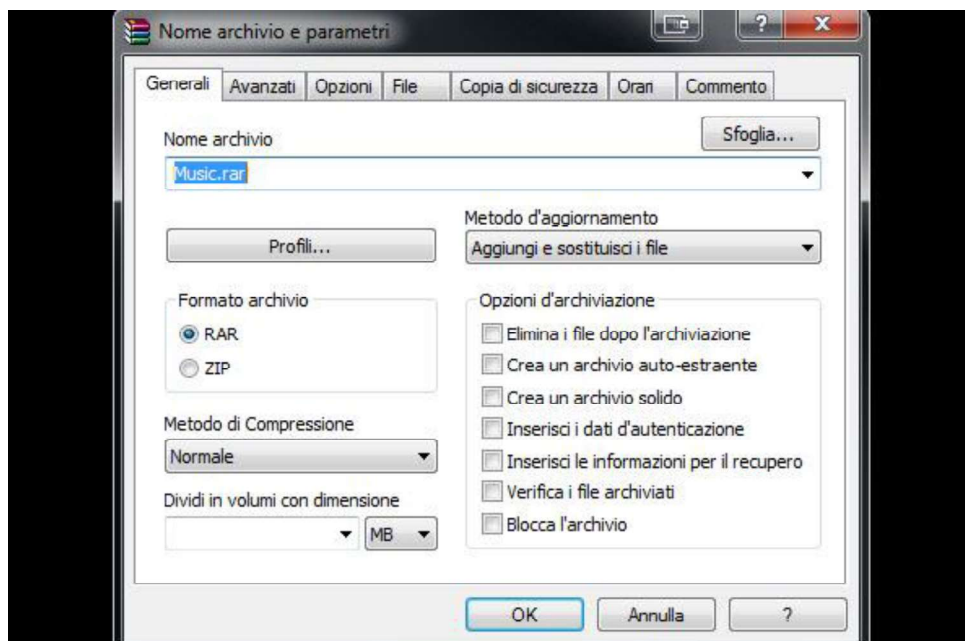 Nome archivio e parametri
?
X
Generali Avanzati Opzioni File Copia di sicurezza Orari Commento
Nome archivio
Sfoglia...
Music.rar
Profili...
Metodo d'aggiornamento
Aggiungi e sostituisci i file
Formato archivio
RAR
ZIP
Metodo di Compressione
Normale
Dividi in volumi con dimensione
MB
Opzioni d'archiviazione
Elimina i file dopo l'archiviazione
Crea un archivio auto-estraente
Crea un archivio solido
Inserisci i dati d'autenticazione
Inserisci le informazioni per il recupero
Verifica i file archiviati
Blocca l'archivio
OK Annulla ?